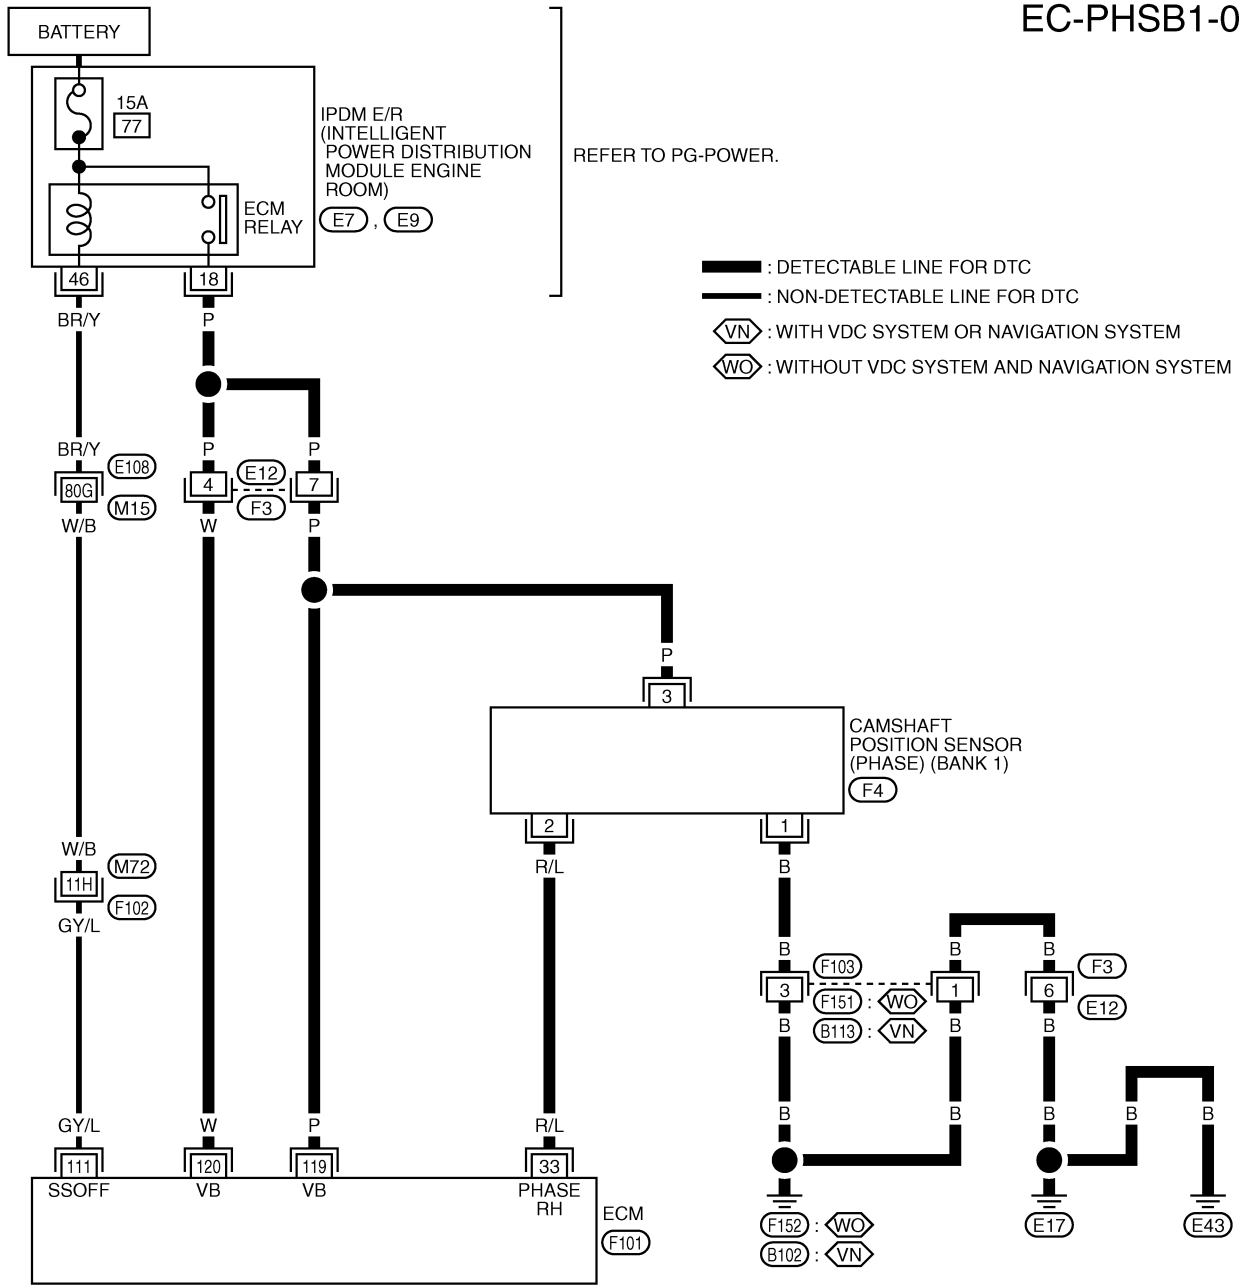 EC-PHSB1-0
BATTERY
15A
77
IPDM E/R
(INTELLIGENT
POWER DISTRIBUTION
MODULE ENGINE
ROOM)
E7 , E9
REFER TO PG-POWER.
ECM
RELAY
46
18
: DETECTABLE LINE FOR DTC
: NON-DETECTABLE LINE FOR DTC
VN : WITH VDC SYSTEM OR NAVIGATION SYSTEM
WO : WITHOUT VDC SYSTEM AND NAVIGATION SYSTEM
BR/Y
P
BR/Y
P
P
E108
80G
M15
4
E12
F3
7
W/B
W
P
P
3
CAMSHAFT
POSITION SENSOR
(PHASE) (BANK 1)
F4
2
1
R/L
B
W/B
M72
11H
F102
GY/L
B
B
B
F103
F3
3
1
6
F151 : WO
E12
B113 : VN
B
B
B
GY/L
W
P
R/L
B
B
B
B
B
111
120
119
33
SSOFF
VB
VB
PHASE
RH
ECM
F101
F152 : WO
B102 : VN
E17
E43